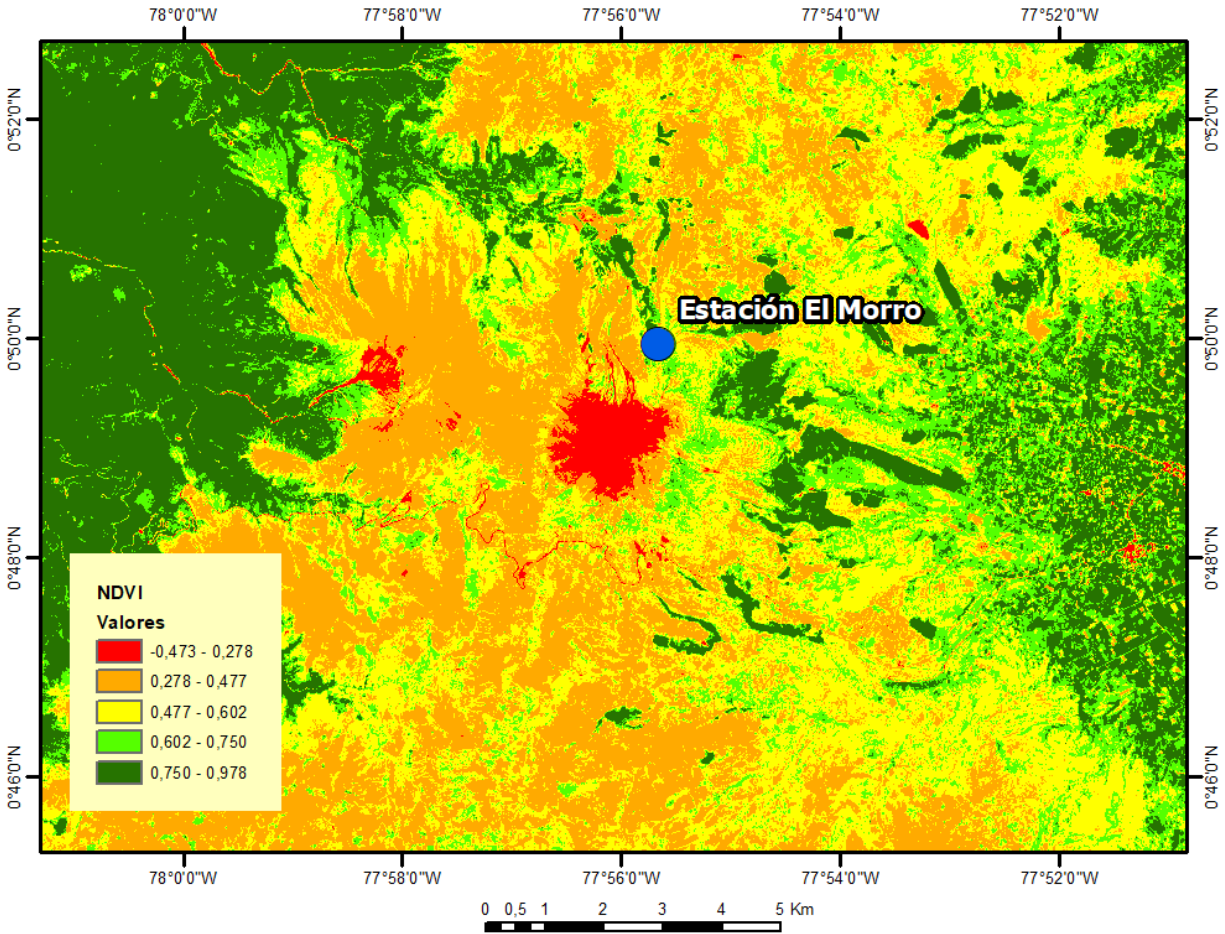 78°0'0"W 77°58'0"W 77°56'0"W 77°54'0"W 77°52'0"W
0°52'0"N 0°52'0"N
Estación El Morro
0°50'0"N 0°50'0"N
0°48'0"N 0°48'0"N
NDVI
Valores
-0,473 - 0,278
0,278 - 0,477
0,477 - 0,602
0,602 - 0,750
0,750 - 0,978
0°46'0"N 0°46'0"N
78°0'0"W 77°58'0"W 77°56'0"W 77°54'0"W 77°52'0"W
0 0,5 1 2 3 4 5 Km